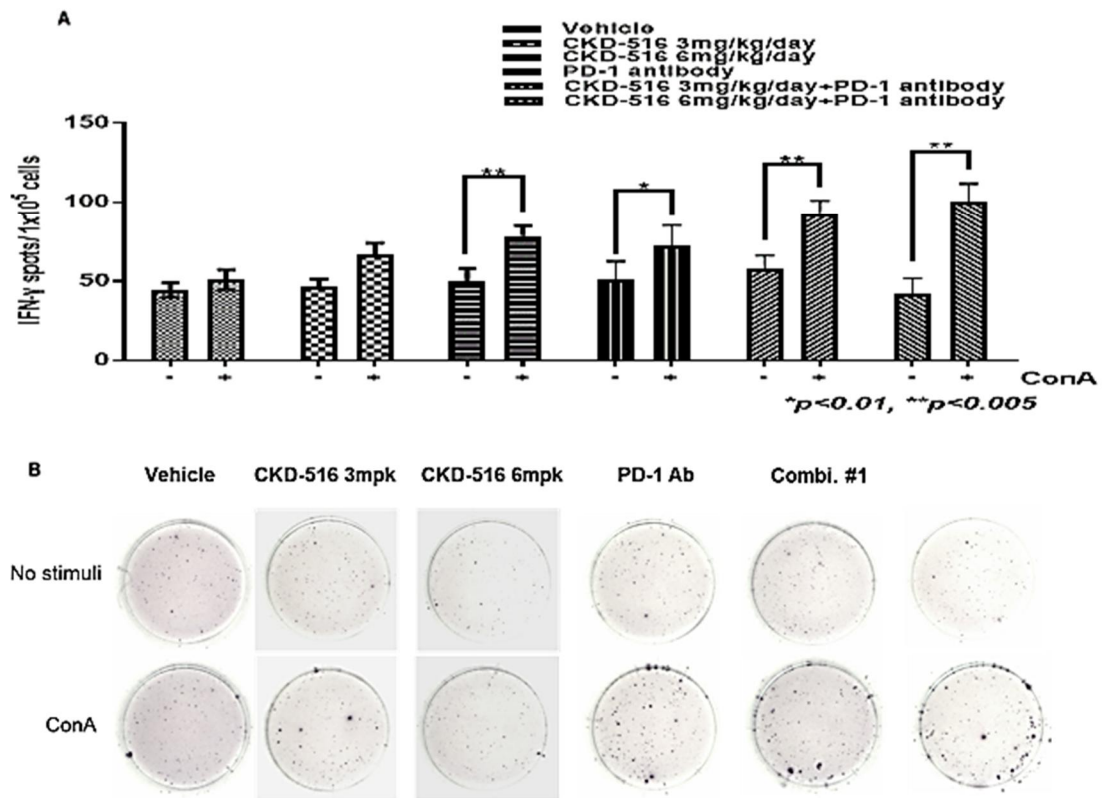 A
Vehicle
CKD-516 3mg/kg/day
CKD-516 6mg/kg/day
PD-1 antibody
CKD-516 3mg/kg/day+PD-1 antibody
CKD-516 6mg/kg/day+PD-1 antibody
IFN-γ spots/1x10⁵ cells
150
100
50
0
** * ** **
- + - + - + - + - + - + ConA
*p<0.01, **p<0.005
B
Vehicle CKD-516 3mpk CKD-516 6mpk PD-1 Ab Combi. #1
No stimuli
ConA